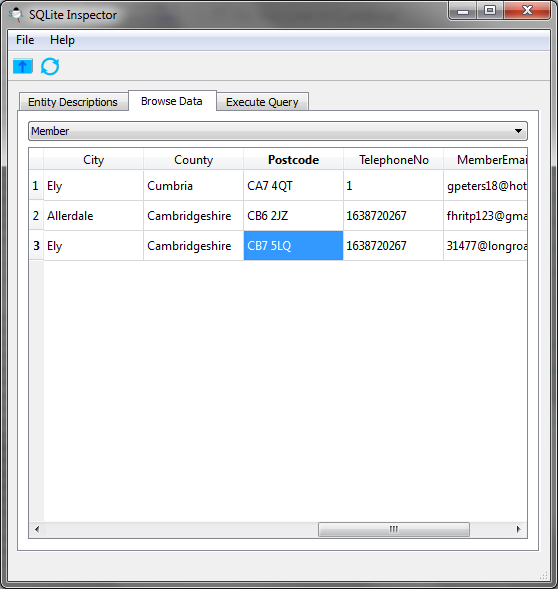 SQLite Inspector
File Help
Entity Descriptions Browse Data Execute Query
Member
City County Postcode TelephoneNo MemberEmai
1 Ely Cumbria CA7 4QT 1 gpeters18@hot
2 Allerdale Cambridgeshire CB6 2JZ 1638720267 fhritp123@gma
3 Ely Cambridgeshire CB7 5LQ 1638720267 31477@longroa